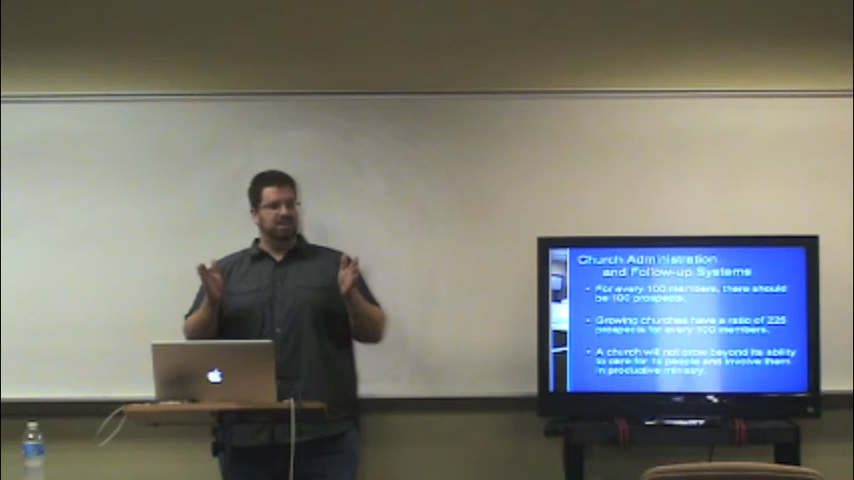 Church Administration
and Follow-up Systems
• For every 100 members, there should
be 100 prospects.
• Growing churches have a ratio of 225
prospects for every 100 members.
• A church will not grow beyond its ability
to care for its people and involve them
in productive ministry.